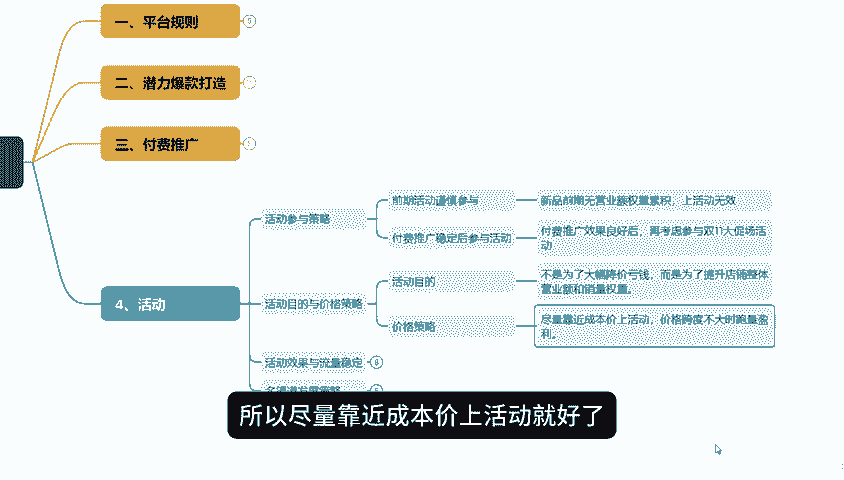 一、平台规则
5
二、潜力爆款打造
三、付费推广
4、活动
活动参与策略
前期活动谨慎参与
新品前期无营业额权重累积，上活动无效
付费推广稳定后参与活动
付费推广效果良好后，再考虑参与双11大促场活
动
活动目的与价格策略
活动目的
不是为了大幅降价亏钱，而是为了提升店铺整体
营业额和销量权重。
价格策略
尽量靠近成本价上活动，价格跨度不大时跑量盈
利。
活动效果与流量稳定
6
所以尽量靠近成本价上活动就好了